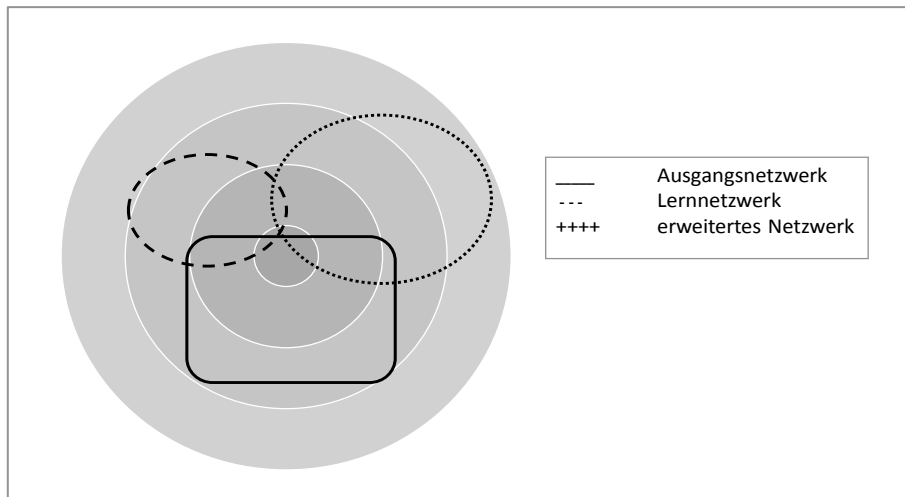 ____ Ausgangsnetzwerk
--- Lernnetzwerk
++++ erweitertes Netzwerk